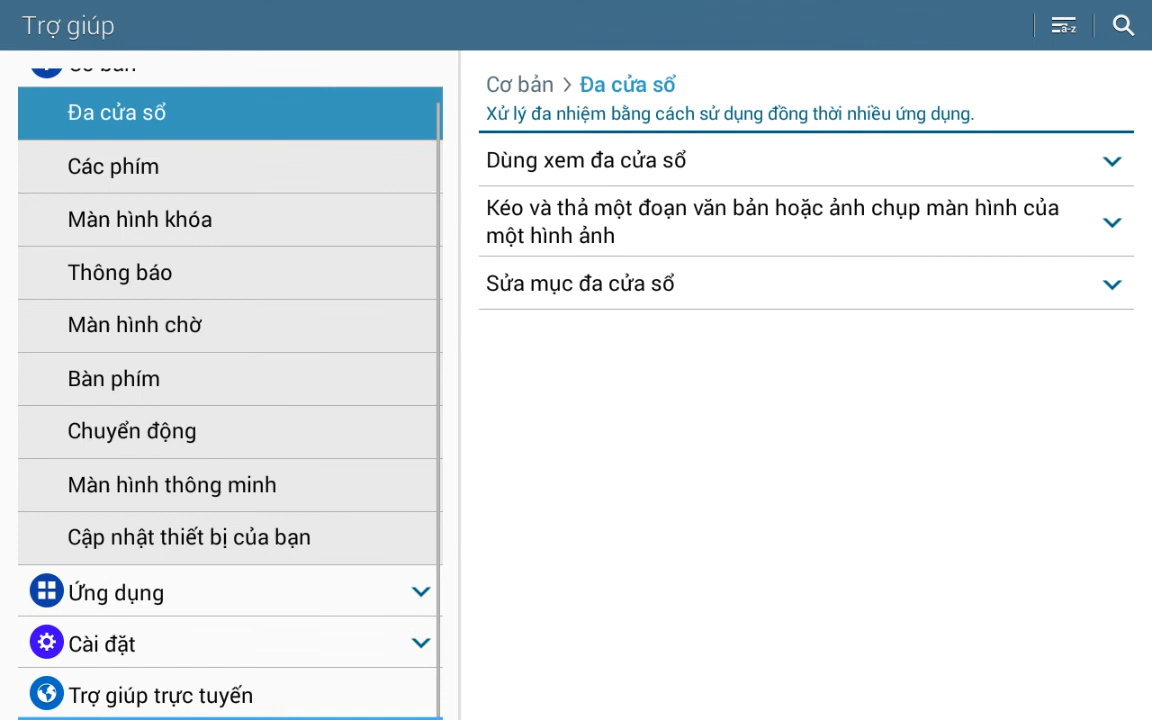 Trợ giúp
a-z
Cơ bản
Đa cửa sổ
Các phím
Màn hình khóa
Thông báo
Màn hình chờ
Bàn phím
Chuyển động
Màn hình thông minh
Cập nhật thiết bị của bạn
Ứng dụng
Cài đặt
Trợ giúp trực tuyến
Cơ bản > Đa cửa sổ
Xử lý đa nhiệm bằng cách sử dụng đồng thời nhiều ứng dụng.
Dùng xem đa cửa sổ
Kéo và thả một đoạn văn bản hoặc ảnh chụp màn hình của
một hình ảnh
Sửa mục đa cửa sổ